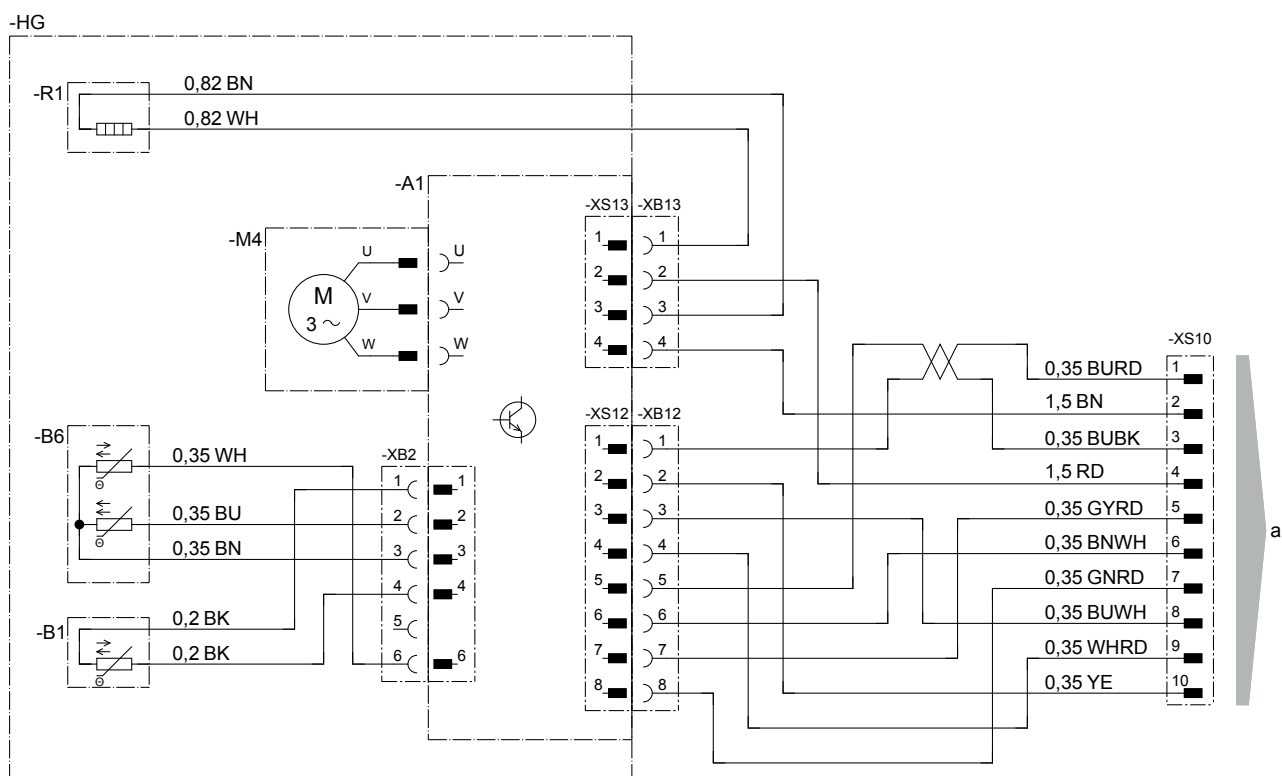 -HG
-R1
0,82 BN
0,82 WH
-A1
-M4
M
3 ~
U
V
W
U
V
W
-XS13
-XB13
1
2
3
4
1
2
3
4
-B6
Θ
Θ
0,35 WH
0,35 BU
0,35 BN
-B1
Θ
0,2 BK
0,2 BK
-XB2
1
2
3
4
5
6
1
2
3
4
6
-XS12
-XB12
1
2
3
4
5
6
7
8
1
2
3
4
5
6
7
8
-XS10
0,35 BURD 1
1,5 BN 2
0,35 BUBK 3
1,5 RD 4
0,35 GYRD 5
0,35 BNWH 6
0,35 GNRD 7
0,35 BUWH 8
0,35 WHRD 9
0,35 YE 10
a